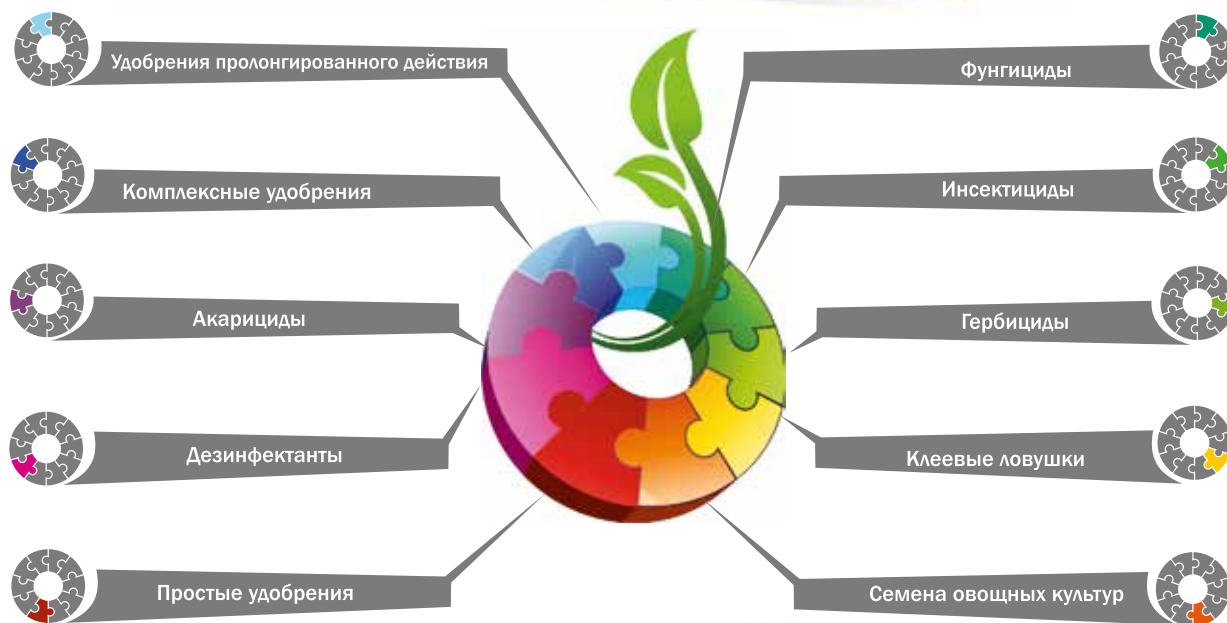 Удобрения пролонгированного действия
Комплексные удобрения
Акарициды
Дезинфектанты
Простые удобрения
Фунгициды
Инсектициды
Гербициды
Клеевые ловушки
Семена овощных культур